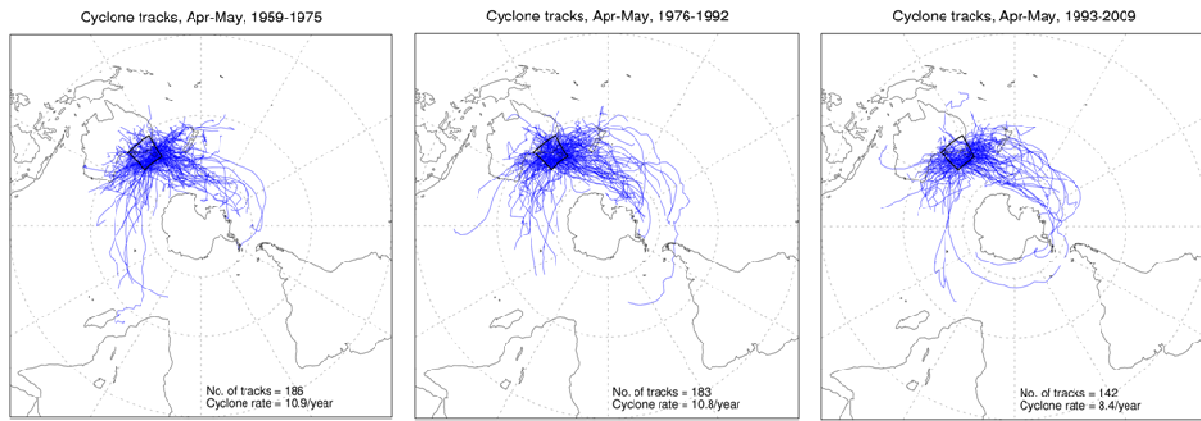 Cyclone tracks, Apr-May, 1959-1975
Cyclone tracks, Apr-May, 1976-1992
Cyclone tracks, Apr-May, 1993-2009
No. of tracks = 186
Cyclone rate = 10.9/year
No. of tracks = 183
Cyclone rate = 10.8/year
No. of tracks = 142
Cyclone rate = 8.4/year